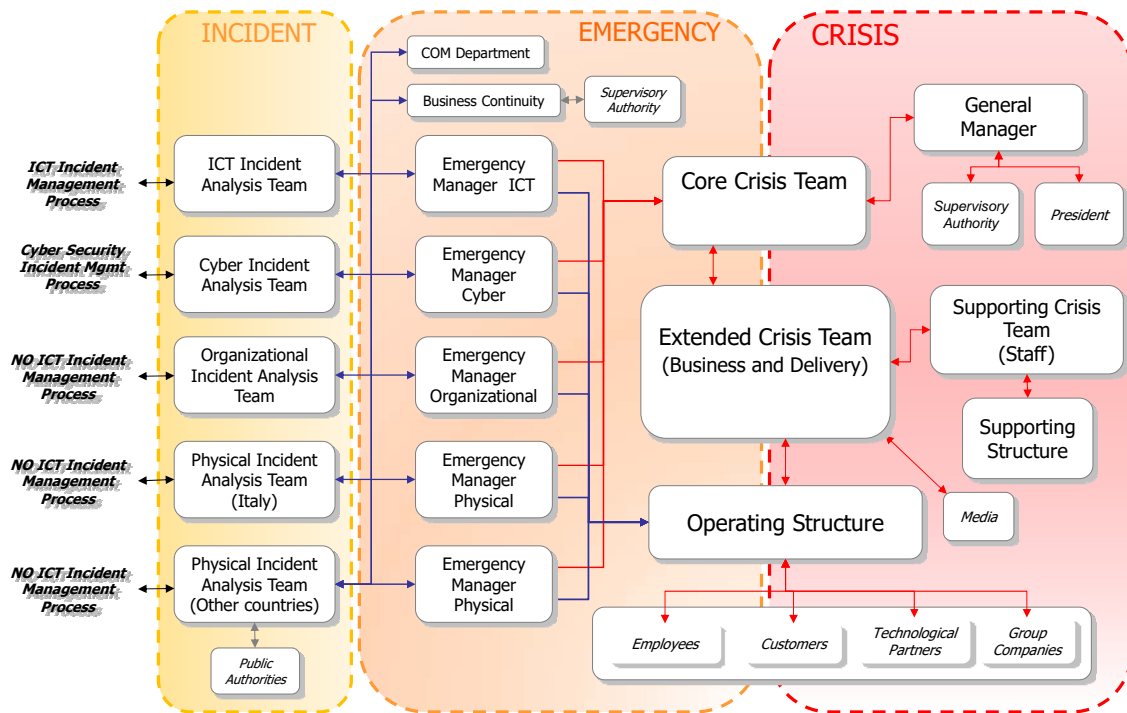 INCIDENT
EMERGENCY
CRISIS
COM Department
Business Continuity
Supervisory
Authority
General
Manager
Supervisory
Authority
President
ICT Incident
Management
Process
ICT Incident
Analysis Team
Emergency
Manager ICT
Core Crisis Team
Cyber Security
Incident Mgmt
Process
Cyber Incident
Analysis Team
Emergency
Manager
Cyber
Extended Crisis Team
(Business and Delivery)
Supporting Crisis
Team
(Staff)
Supporting
Structure
Media
NO ICT Incident
Management
Process
Organizational
Incident Analysis
Team
Emergency
Manager
Organizational
NO ICT Incident
Management
Process
Physical Incident
Analysis Team
(Italy)
Emergency
Manager
Physical
Operating Structure
NO ICT Incident
Management
Process
Physical Incident
Analysis Team
(Other countries)
Emergency
Manager
Physical
Public
Authorities
Employees
Customers
Technological
Partners
Group
Companies